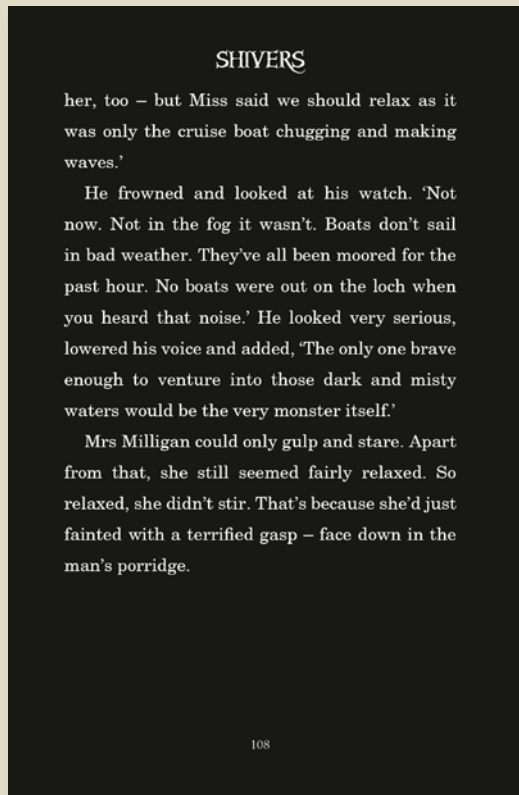 SHIVERS
her, too – but Miss said we should relax as it
was only the cruise boat chugging and making
waves.’
He frowned and looked at his watch. ‘Not
now. Not in the fog it wasn’t. Boats don’t sail
in bad weather. They’ve all been moored for the
past hour. No boats were out on the loch when
you heard that noise.’ He looked very serious,
lowered his voice and added, ‘The only one brave
enough to venture into those dark and misty
waters would be the very monster itself.’
Mrs Milligan could only gulp and stare. Apart
from that, she still seemed fairly relaxed. So
relaxed, she didn’t stir. That’s because she’d just
fainted with a terrified gasp – face down in the
man’s porridge.
108